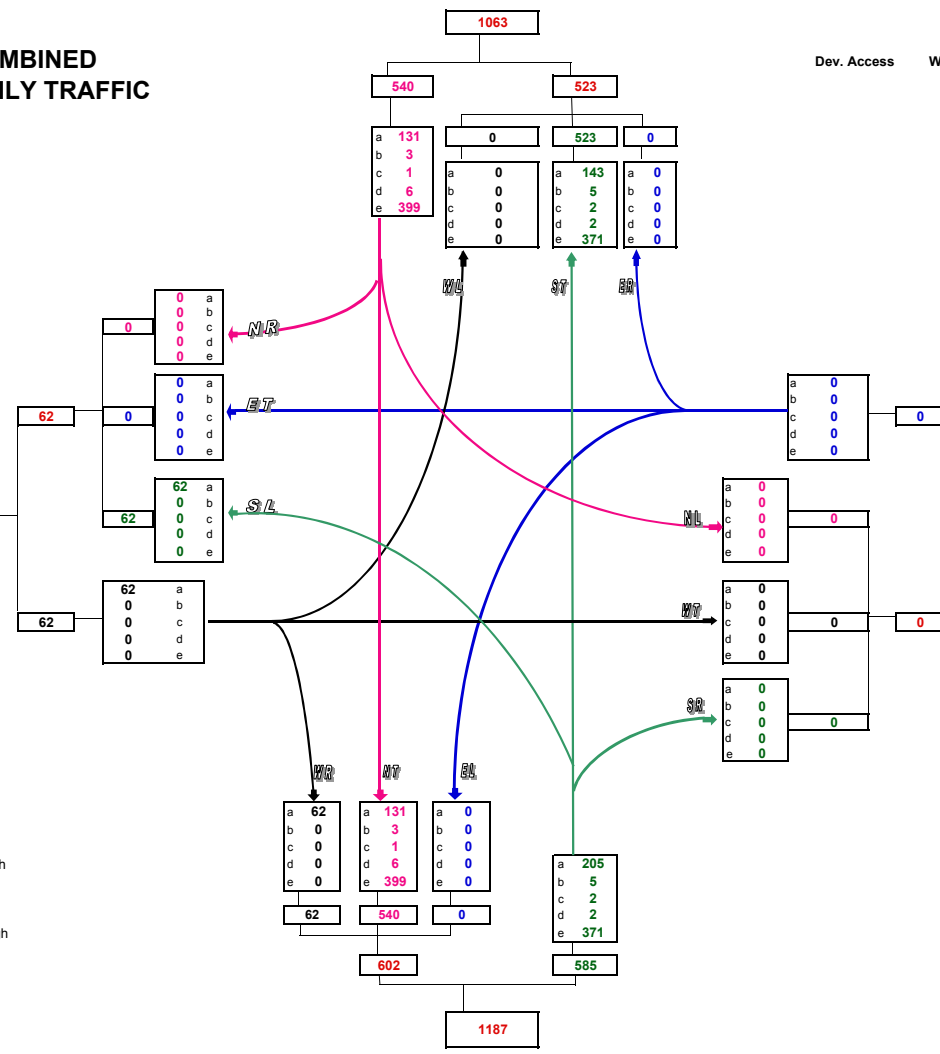 1063
MBINED
ILY TRAFFIC
Dev. Access W
540
523
a 131
b 3
c 1
d 6
e 399
0
523
0
a 0
b 0
c 0
d 0
e 0
a 143
b 5
c 2
d 2
e 371
a 0
b 0
c 0
d 0
e 0
WL
ST
ER
0
0 a
0 b
0 c
0 d
0 e
NR
62
0
0 a
0 b
0 c
0 d
0 e
ET
a 0
b 0
c 0
d 0
e 0
0
62
62 a
0 b
0 c
0 d
0 e
SL
NL
a 0
b 0
c 0
d 0
e 0
0
62
62 a
0 b
0 c
0 d
0 e
WT
a 0
b 0
c 0
d 0
e 0
0
0
SR
a 0
b 0
c 0
d 0
e 0
0
WR
NT
EL
a 62
b 0
c 0
d 0
e 0
a 131
b 3
c 1
d 6
e 399
a 0
b 0
c 0
d 0
e 0
a 205
b 5
c 2
d 2
e 371
h
gh
62
540
0
602
585
1187